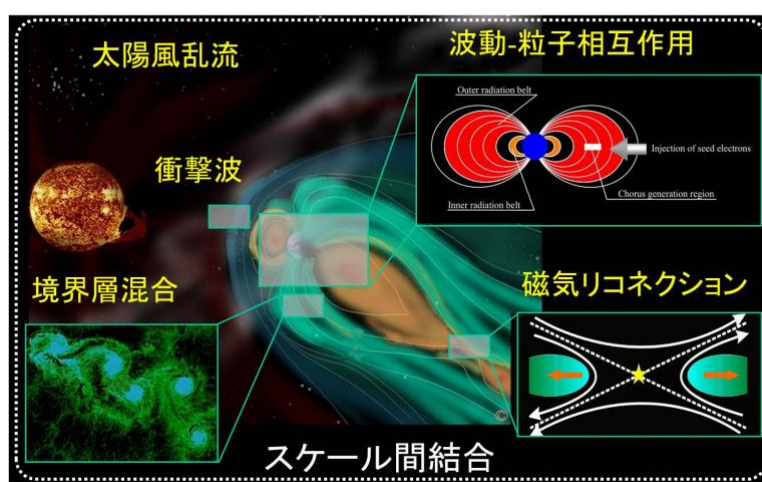 太陽風乱流
波動-粒子相互作用
Outer radiation belt
Injection of seed electrons
Chorus generation region
Inner radiation belt
衝撃波
境界層混合
磁気リコネクション
©
スケール間結合